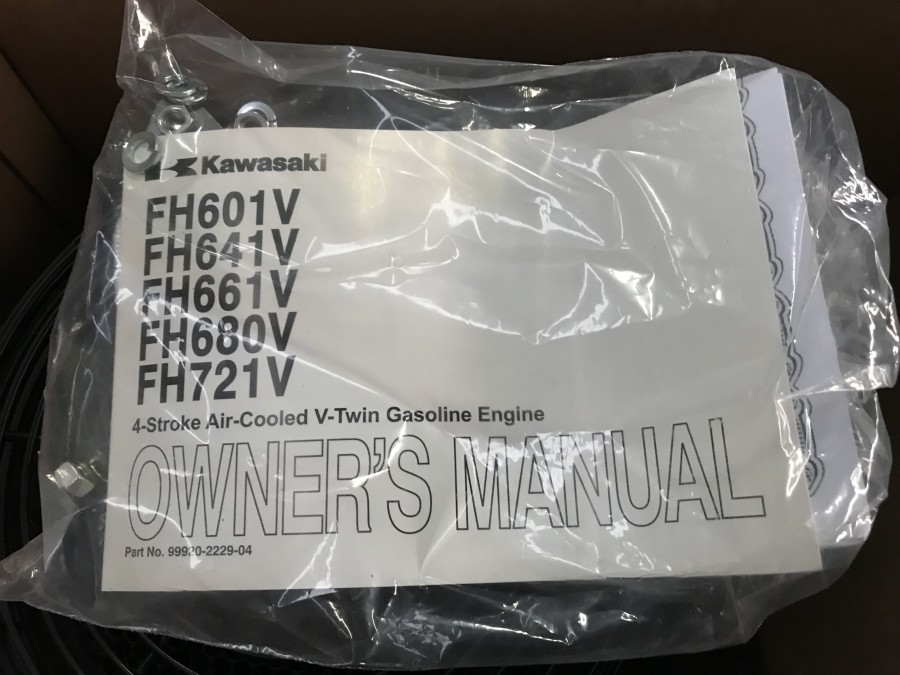 Kawasaki
FH601V
FH641V
FH661V
FH680V
FH721V
4-Stroke Air-Cooled V-Twin Gasoline Engine
OWNER'S MANUAL
Part No. 99920-2229-04